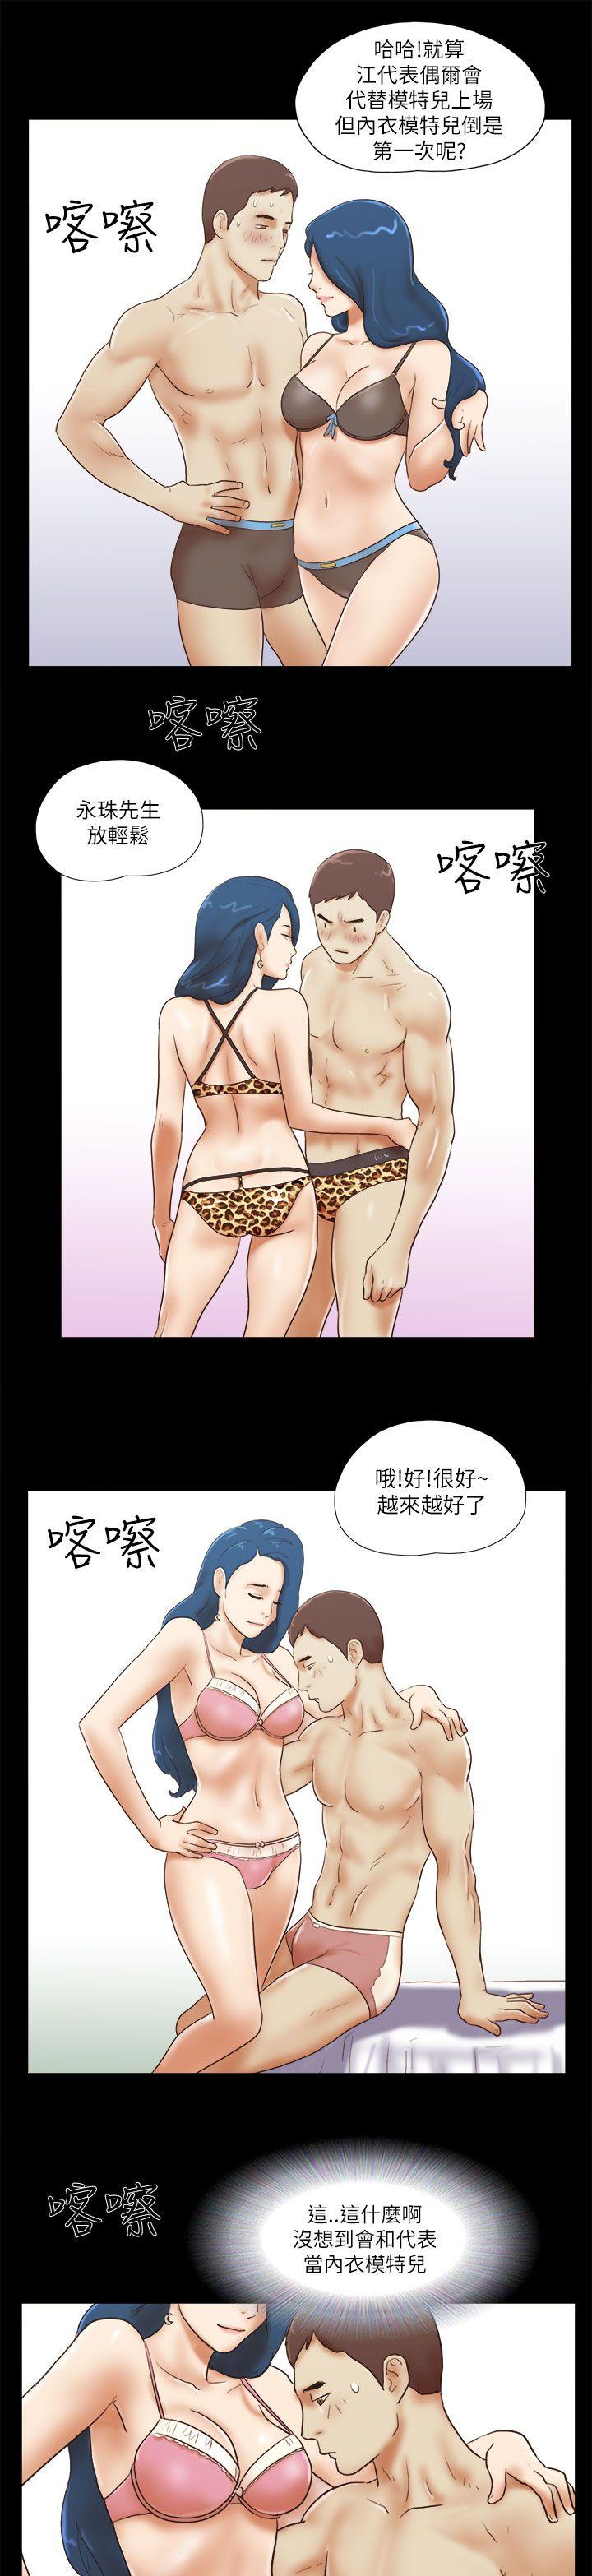 哈哈!就算
江代表偶爾會
代替模特兒上場
但內衣模特兒倒是
第一次呢?
喀嚓
喀嚓
永珠先生
放輕鬆
喀嚓
哦!好!很好~
越來越好了
喀嚓
喀嚓
這..這什麼啊
沒想到會和代表
當內衣模特兒